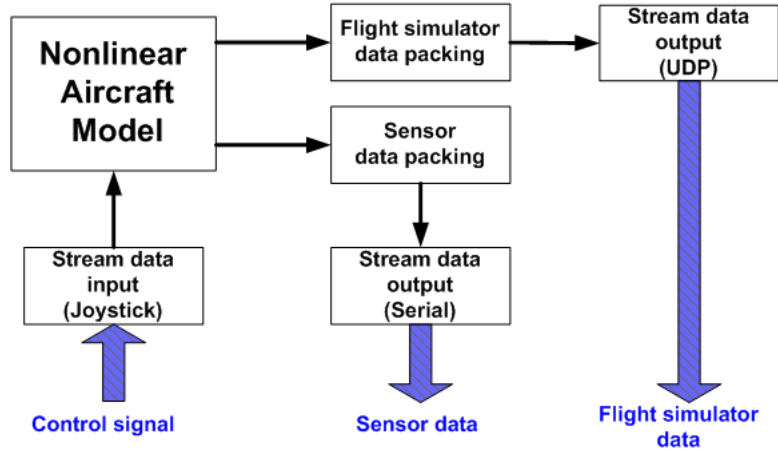 Nonlinear
Aircraft
Model
Flight simulator
data packing
Stream data
output
(UDP)
Sensor
data packing
Stream data
input
(Joystick)
Stream data
output
(Serial)
Control signal
Sensor data
Flight simulator
data